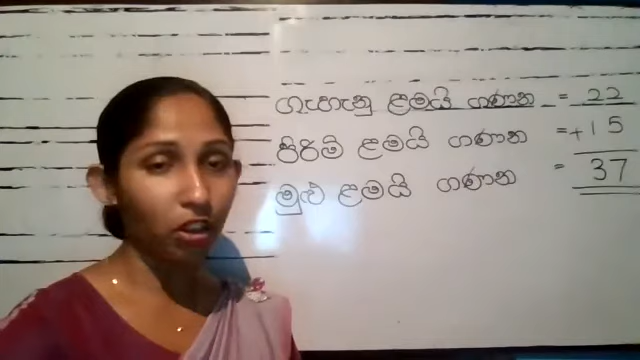 ගැහැනු ළමයි ගණන = 22
පිරිමි ළමයි ගණන =+15
මුළු ළමයි ගණන = 37